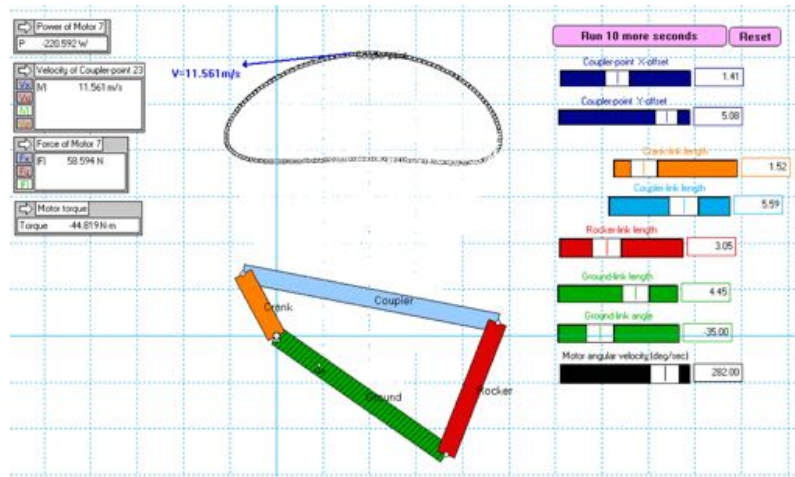 Power of Motor 7
P -220.592 W
Velocity of Coupler-point 23
|V| 11.561 m/s
Force of Motor 7
|F| 58.594 N
Motor torque
Torque -44.819 N-m
V=11.561m/s
Coupler-point
Crank
Coupler
Ground
Rocker
Run 10 more seconds
Reset
Coupler-point X-offset
1.41
Coupler-point Y-offset
5.08
Crank-link length
1.52
Coupler-link length
5.59
Rocker-link length
3.05
Ground-link length
4.45
Ground-link angle
-35.00
Motor angular velocity (deg/sec)
282.00